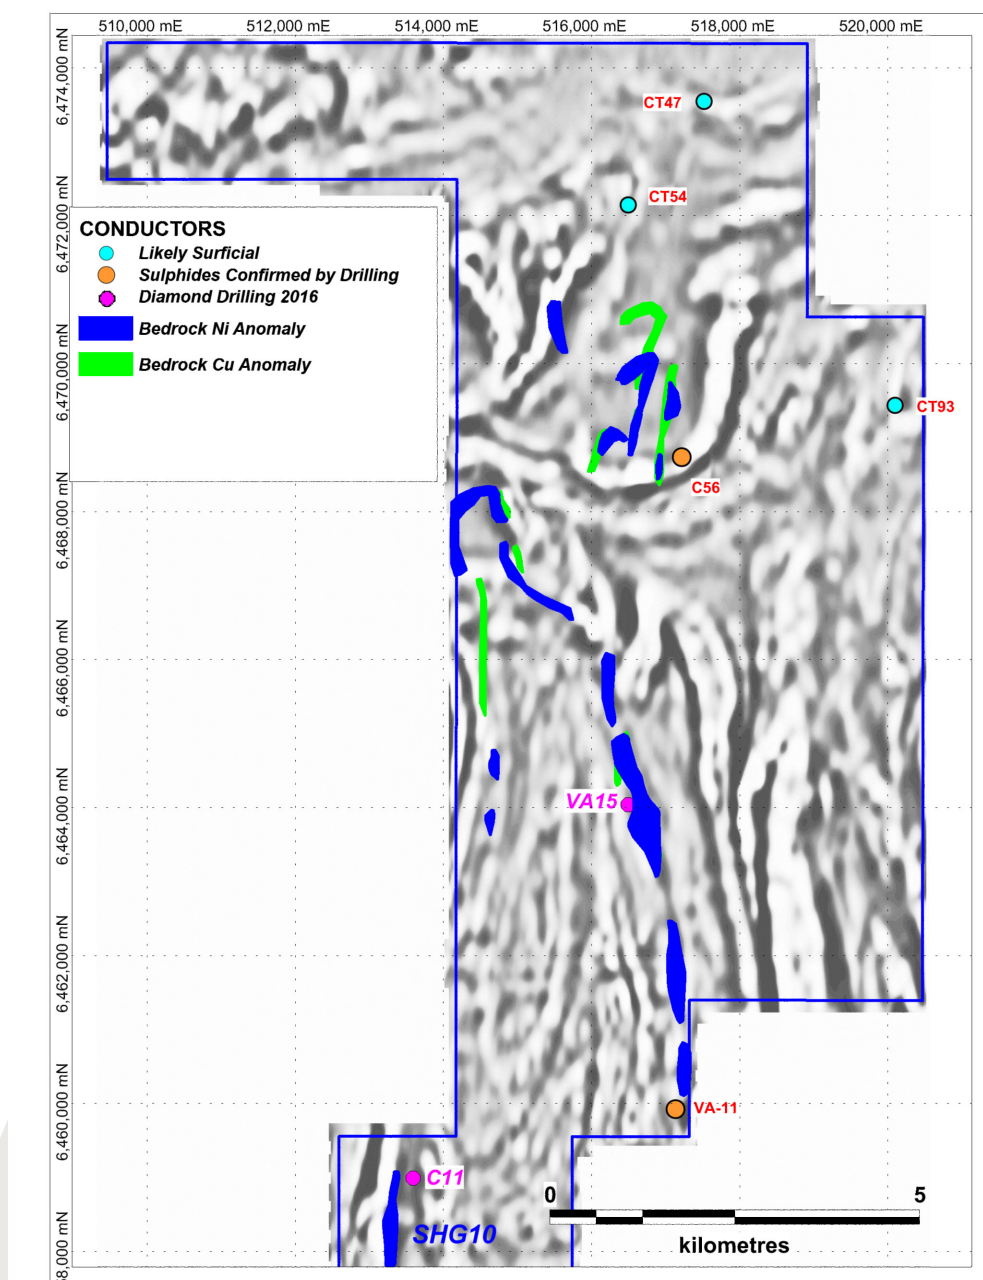 510,000 mE
512,000 mE
514,000 mE
516,000 mE
518,000 mE
520,000 mE
6,474,000 mN
6,472,000 mN
6,470,000 mN
6,468,000 mN
6,466,000 mN
6,464,000 mN
6,462,000 mN
6,460,000 mN
58,000 mN
CONDUCTORS
Likely Surficial
Sulphides Confirmed by Drilling
Diamond Drilling 2016
Bedrock Ni Anomaly
Bedrock Cu Anomaly
CT47
CT54
CT93
C56
VA15
VA-11
C11
SHG10
0 5
kilometres